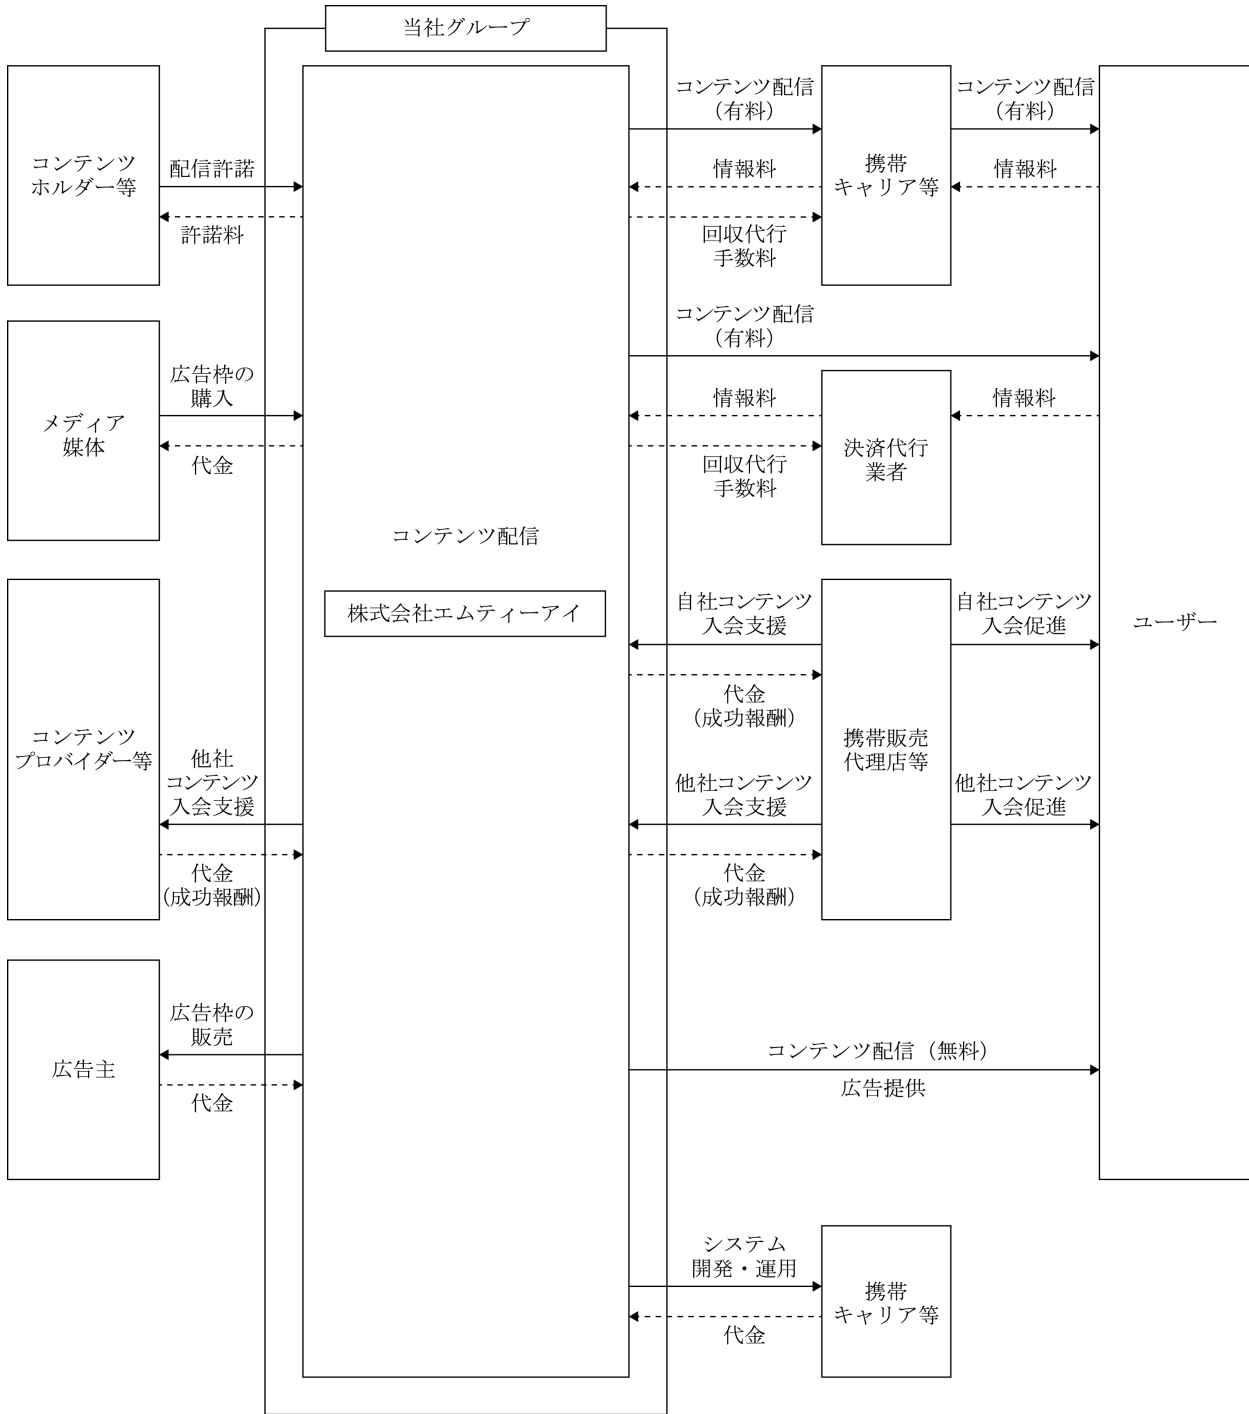 当社グループ
コンテンツ
ホルダー等
配信許諾
許諾料
コンテンツ配信
（有料）
情報料
回収代行
手数料
携帯
キャリア等
コンテンツ配信
（有料）
情報料
コンテンツ配信
（有料）
メディア
媒体
広告枠の
購入
代金
情報料
回収代行
手数料
決済代行
業者
情報料
コンテンツ配信
株式会社エムティーアイ
コンテンツ
プロバイダー等
他社
コンテンツ
入会支援
代金
（成功報酬）
自社コンテンツ
入会支援
代金
（成功報酬）
他社コンテンツ
入会支援
代金
（成功報酬）
携帯販売
代理店等
自社コンテンツ
入会促進
他社コンテンツ
入会促進
ユーザー
広告主
広告枠の
販売
代金
コンテンツ配信（無料）
広告提供
システム
開発・運用
代金
携帯
キャリア等